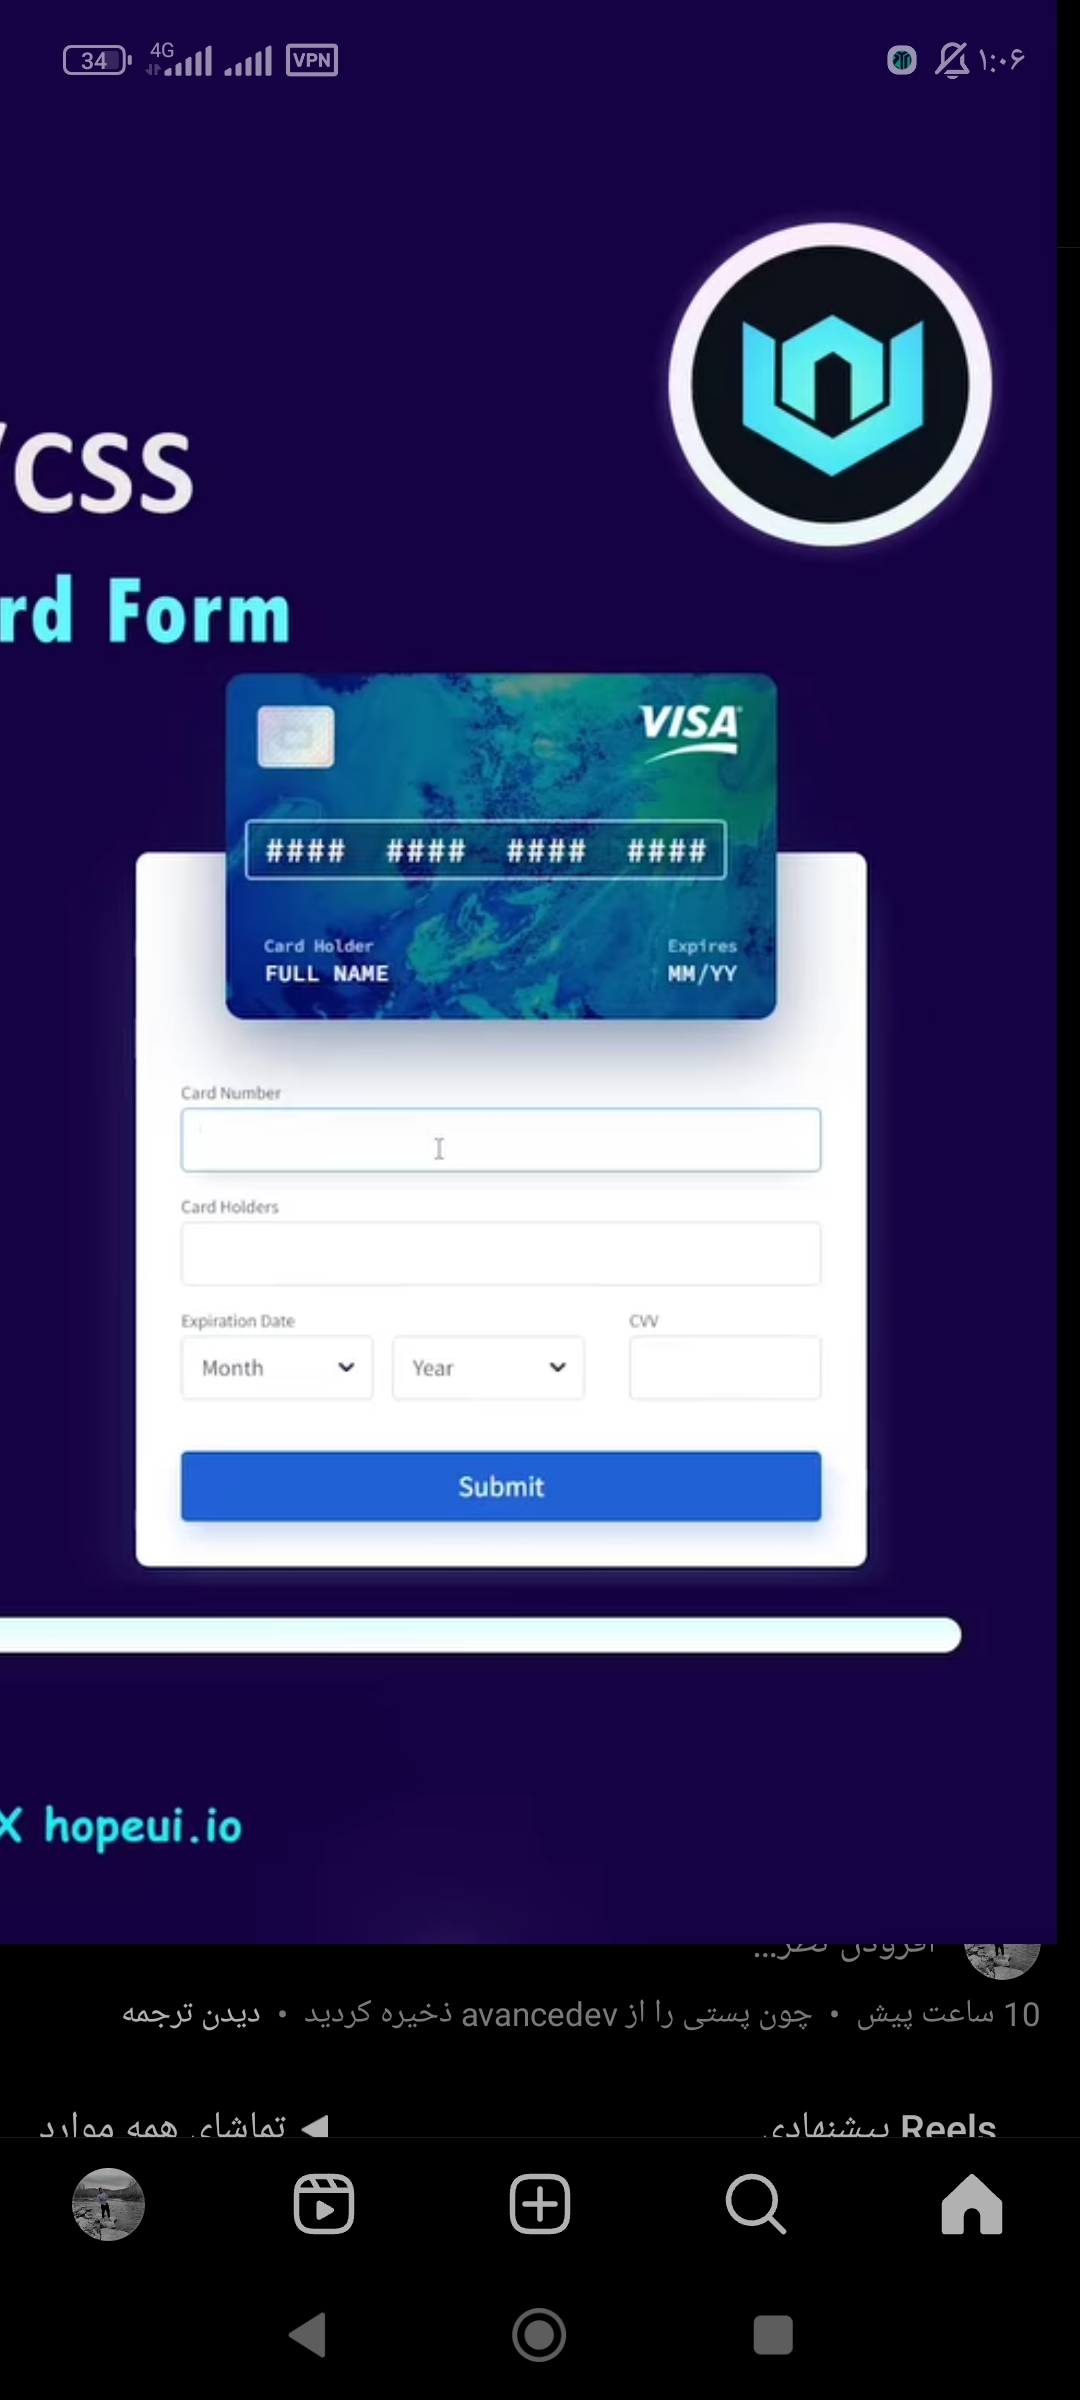 34 4G VPN ۱:۰۶
/CSS
rd Form
VISA
#### #### #### ####
Card Holder Expires
FULL NAME MM/YY
Card Number
Card Holders
Expiration Date CVV
Month Year
Submit
X hopeui.io
افزودن نظر...
10 ساعت پیش • چون پستی را از avancedev ذخیره کردید • دیدن ترجمه
Reels پیشنهادی تماشای همه موارد